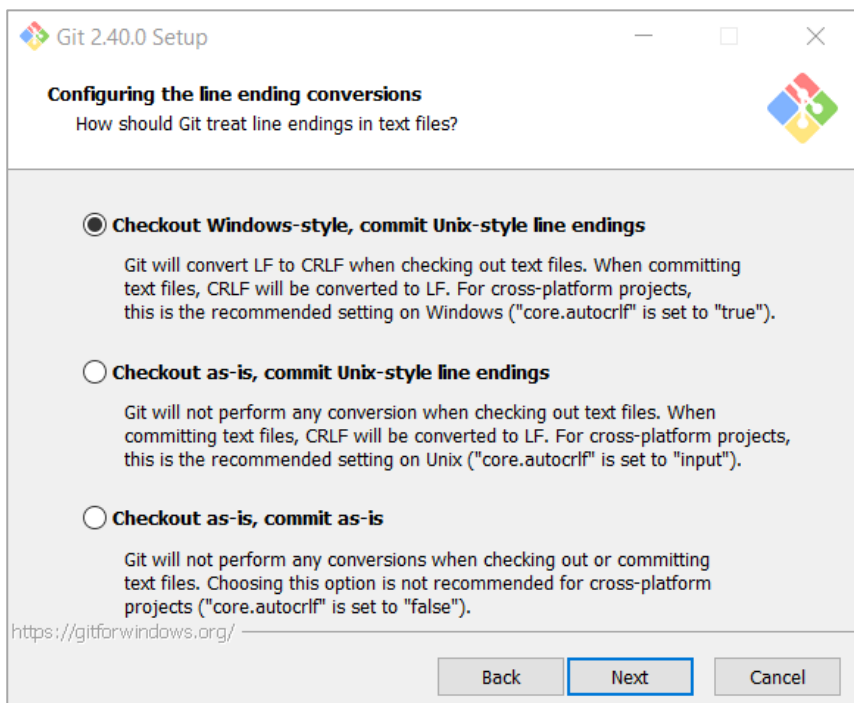 Git 2.40.0 Setup
Configuring the line ending conversions
How should Git treat line endings in text files?
Checkout Windows-style, commit Unix-style line endings
Git will convert LF to CRLF when checking out text files. When committing
text files, CRLF will be converted to LF. For cross-platform projects,
this is the recommended setting on Windows ("core.autocrlf" is set to "true").
Checkout as-is, commit Unix-style line endings
Git will not perform any conversion when checking out text files. When
committing text files, CRLF will be converted to LF. For cross-platform projects,
this is the recommended setting on Unix ("core.autocrlf" is set to "input").
Checkout as-is, commit as-is
Git will not perform any conversions when checking out or committing
text files. Choosing this option is not recommended for cross-platform
projects ("core.autocrlf" is set to "false").
https://gitforwindows.org/
Back Next Cancel